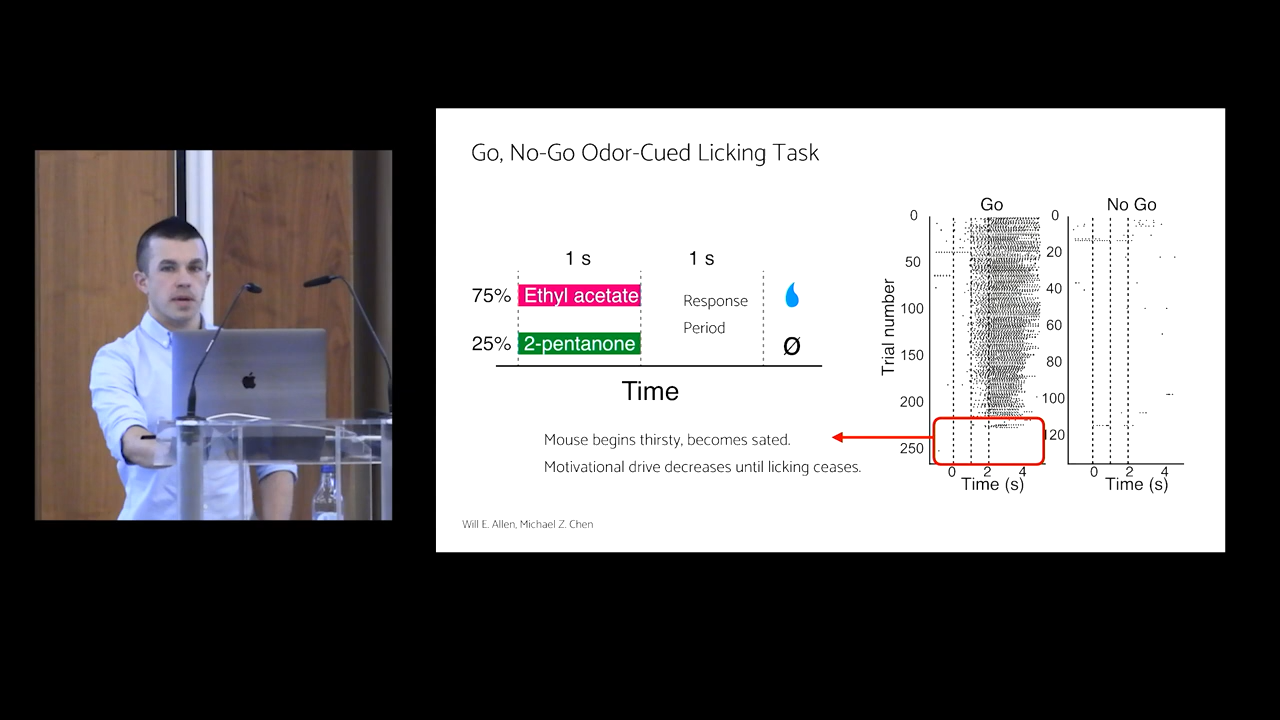 Go, No-Go Odor-Cued Licking Task
1 s 1 s
75% Ethyl acetate
25% 2-pentanone
Response
Period
Ø
Time
Mouse begins thirsty, becomes sated.
Motivational drive decreases until licking ceases.
Will E. Allen, Michael Z. Chen
Go
Trial number
0
50
100
150
200
250
0 2 4
Time (s)
No Go
0
20
40
60
80
100
120
0 2 4
Time (s)